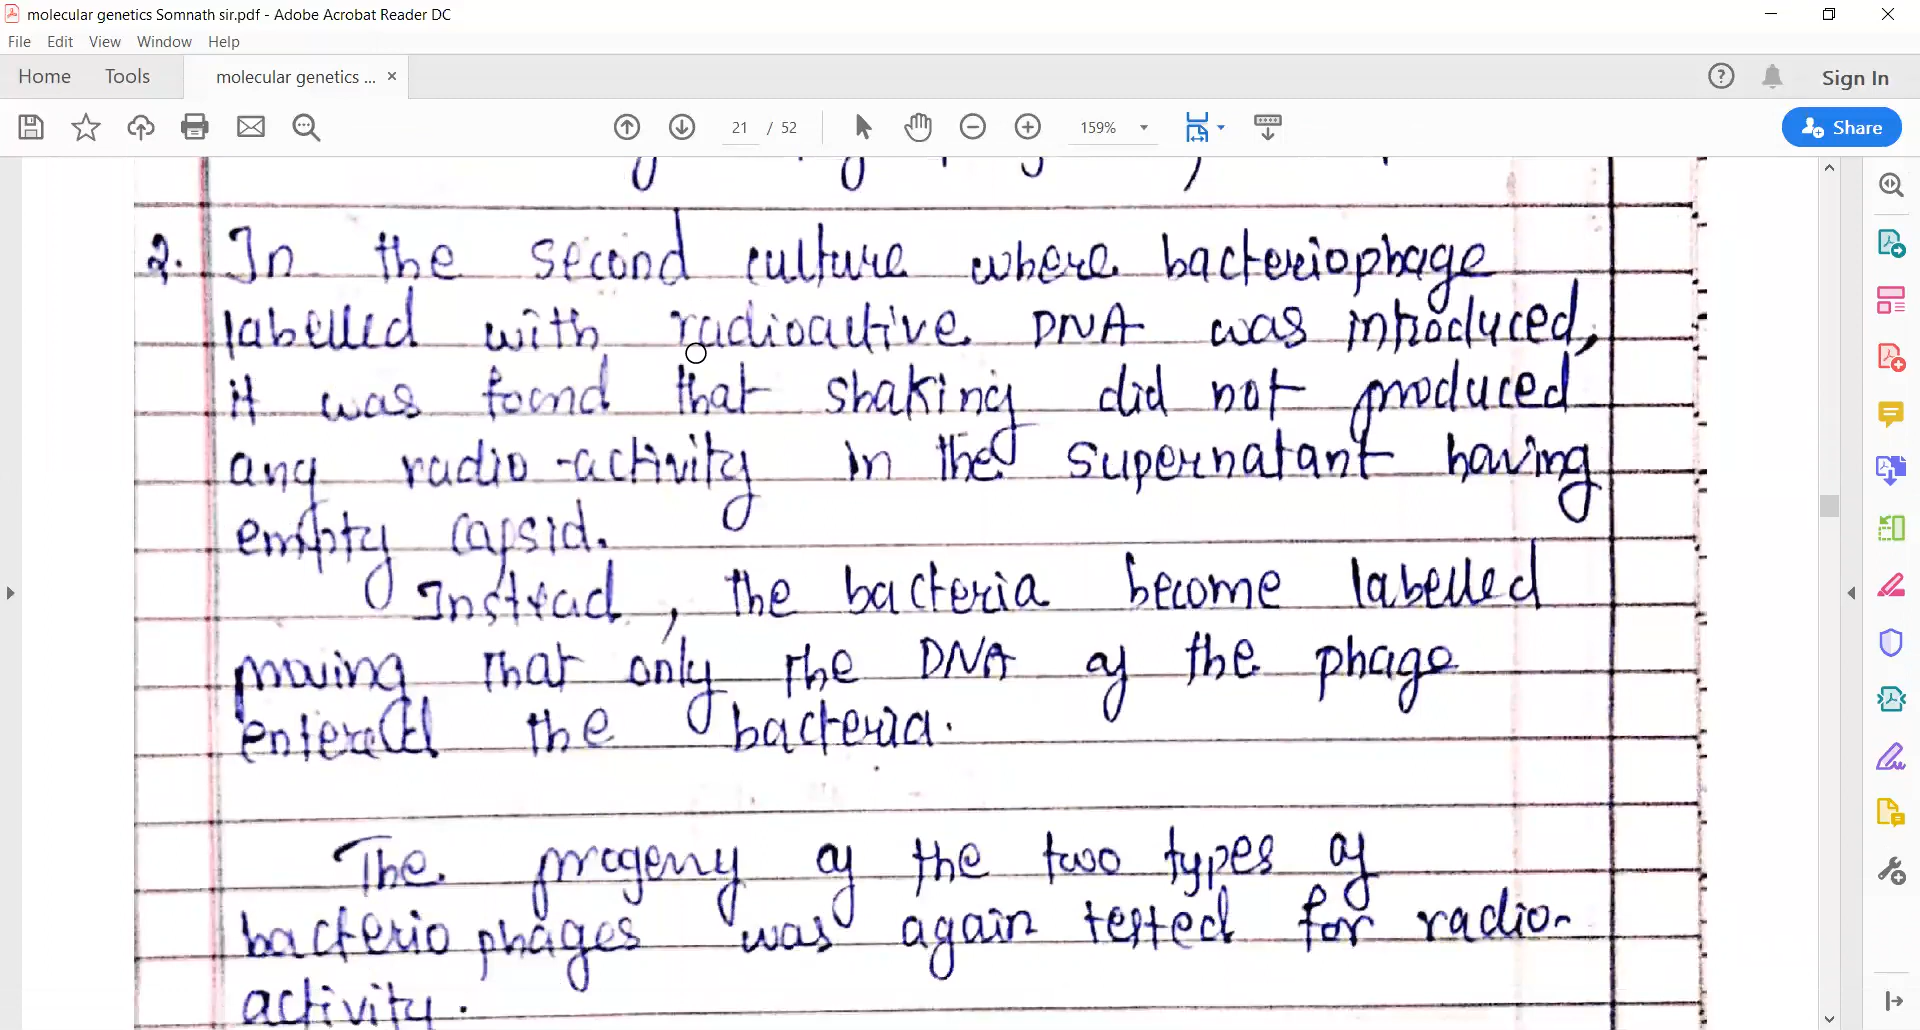 molecular genetics Somnath sir.pdf - Adobe Acrobat Reader DC
File Edit View Window Help
Home Tools molecular genetics ... ×
Sign In
21 / 52 159%
Share
2. In the second culture where bacteriophage
labelled with radioactive DNA was introduced,
it was found that shaking did not produced
any radio-activity in the supernatant having
empty capsid.
Instead, the bacteria become labelled
proving that only the DNA of the phage
entered the bacteria.
The progeny of the two types of
bacteriophages was again tested for radio-
activity.